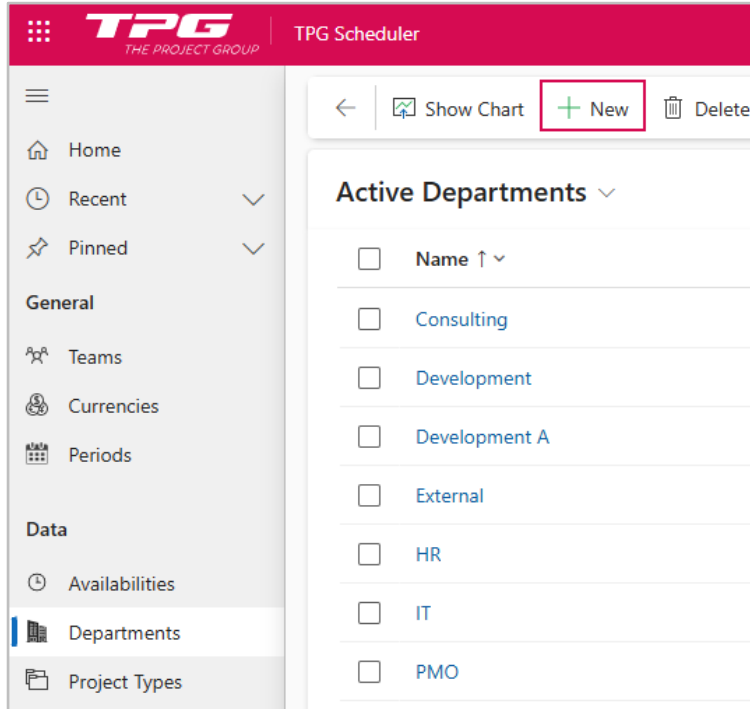 TPG
THE PROJECT GROUP
TPG Scheduler
Show Chart
New
Delete
Home
Recent
Pinned
General
Teams
Currencies
Periods
Data
Availabilities
Departments
Project Types
Active Departments
Name
Consulting
Development
Development A
External
HR
IT
PMO